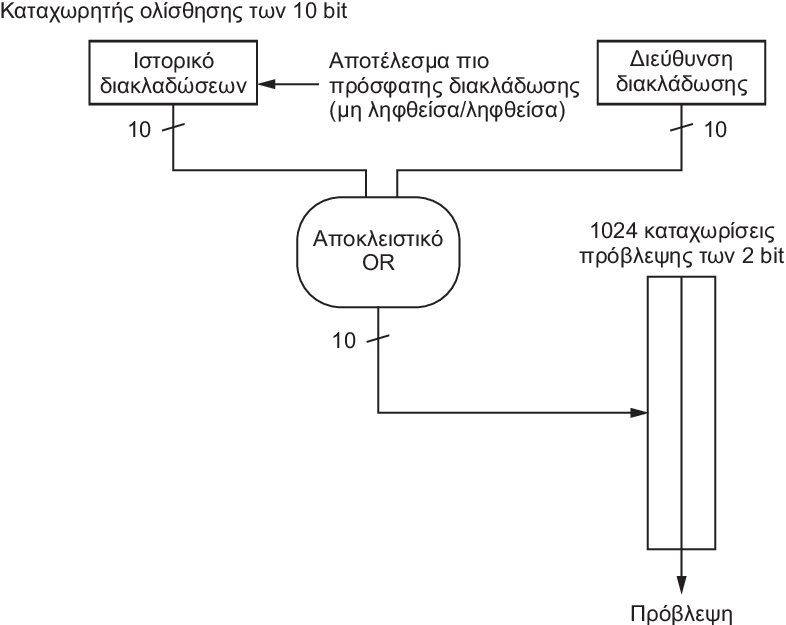 Καταχωρητής ολίσθησης των 10 bit
Ιστορικό
διακλαδώσεων
Αποτέλεσμα πιο
πρόσφατης διακλάδωσης
(μη ληφθείσα/ληφθείσα)
Διεύθυνση
διακλάδωσης
10
10
Αποκλειστικό
OR
1024 καταχωρίσεις
πρόβλεψης των 2 bit
10
Πρόβλεψη